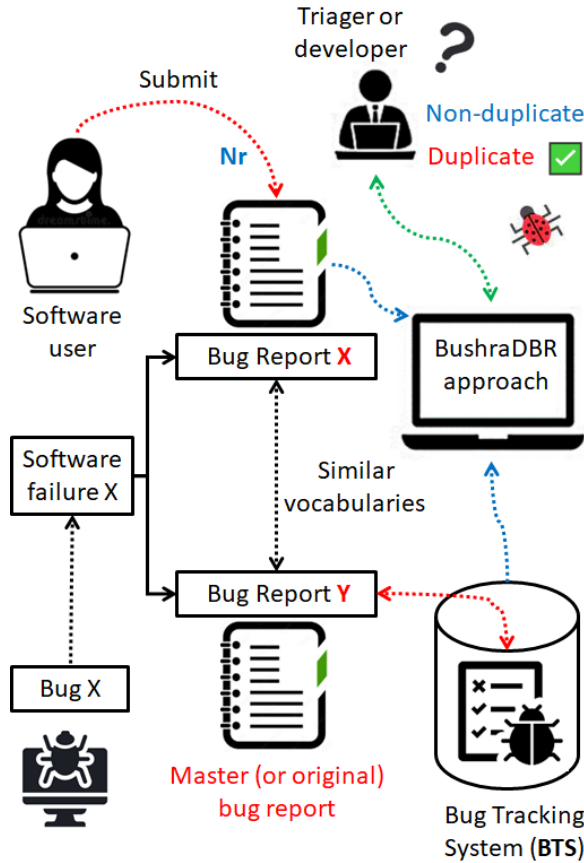 Triager or
developer
?
Submit
Non-duplicate
Nr
Duplicate
dreamstime
Software
user
Bug Report X
BushraDBR
approach
Software
failure X
Similar
vocabularies
Bug Report Y
Bug X
Master (or original)
bug report
Bug Tracking
System (BTS)